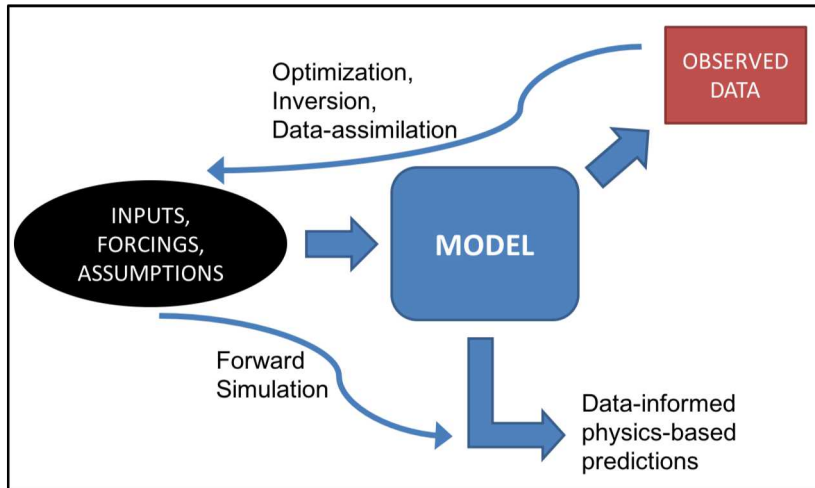 OBSERVED
DATA
Optimization,
Inversion,
Data-assimilation
INPUTS,
FORCINGS,
ASSUMPTIONS
MODEL
Forward
Simulation
Data-informed
physics-based
predictions